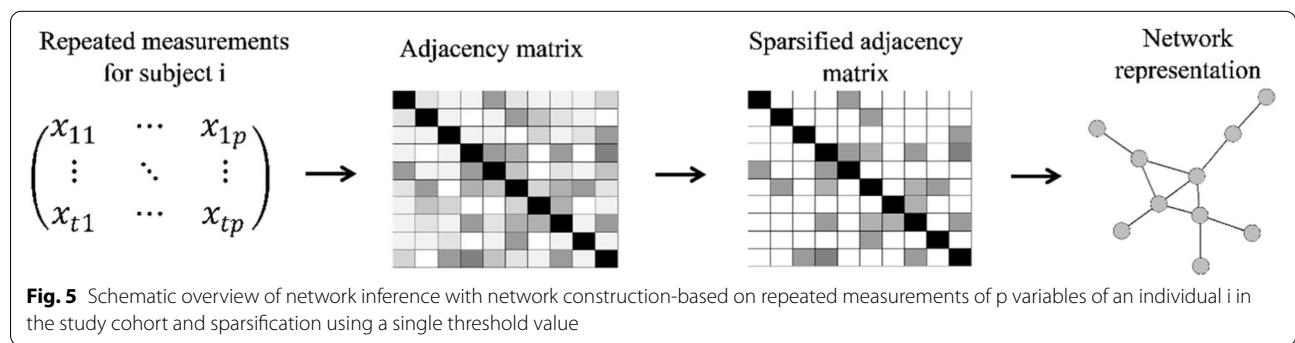 Repeated measurements
for subject i
Adjacency matrix
Sparsified adjacency
matrix
Network
representation
x11 ⋯ x1p
⋮ ⋱ ⋮
xt1 ⋯ xtp
Fig. 5 Schematic overview of network inference with network construction-based on repeated measurements of p variables of an individual i in
the study cohort and sparsification using a single threshold value